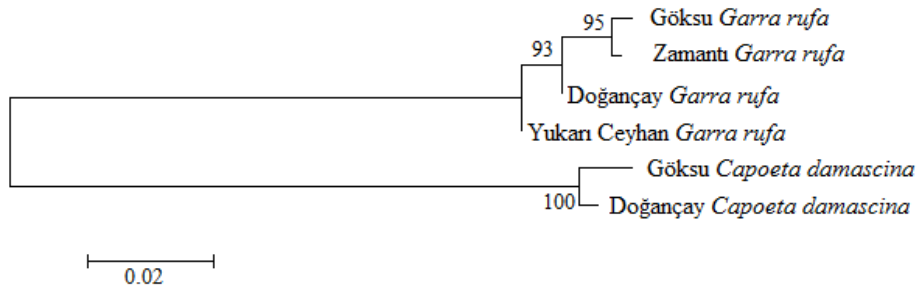 95
Göksu Garra rufa
93
Zamantı Garra rufa
Doğançay Garra rufa
Yukarı Ceyhan Garra rufa
Göksu Capoeta damascina
100
Doğançay Capoeta damascina
0.02